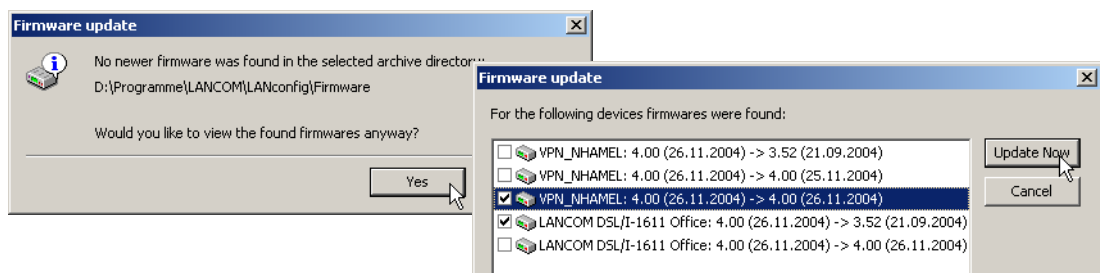 Firmware update
No newer firmware was found in the selected archive directory:
D:\Programme\LANCOM\LANconfig\Firmware
Would you like to view the found firmwares anyway?
Yes
Firmware update
For the following devices firmwares were found:
VPN_NHAMEL: 4.00 (26.11.2004) -> 3.52 (21.09.2004)
VPN_NHAMEL: 4.00 (26.11.2004) -> 4.00 (25.11.2004)
VPN_NHAMEL: 4.00 (26.11.2004) -> 4.00 (26.11.2004)
LANCOM DSL/I-1611 Office: 4.00 (26.11.2004) -> 3.52 (21.09.2004)
LANCOM DSL/I-1611 Office: 4.00 (26.11.2004) -> 4.00 (26.11.2004)
Update Now
Cancel